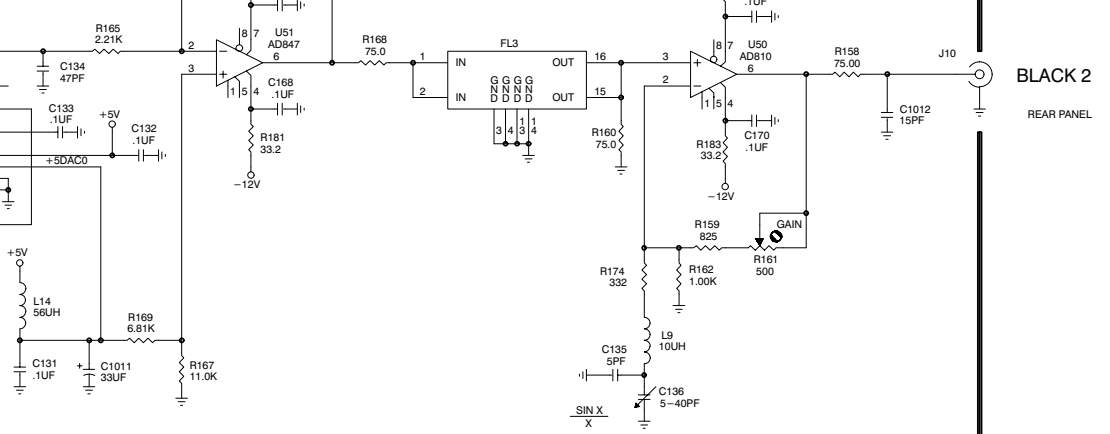 .1UF
R165
2.21K
8 7
U51
AD847
2
3
6
1 5 4
C134
47PF
C168
.1UF
R181
33.2
−12V
R168
75.0
1
2
FL3
IN
IN
OUT
OUT
GND
GND
GND
GND
3 4 13 14
16
15
R160
75.0
3
2
8 7
U50
AD810
6
1 5 4
C170
.1UF
R183
33.2
−12V
R158
75.00
J10
BLACK 2
REAR PANEL
C1012
15PF
C133
.1UF
+5V
C132
.1UF
+5DAC0
R159
825
GAIN
R161
500
R174
332
R162
1.00K
+5V
L14
56UH
R169
6.81K
C131
.1UF
+
C1011
33UF
R167
11.0K
L9
10UH
C135
5PF
C136
5−40PF
SIN X
X